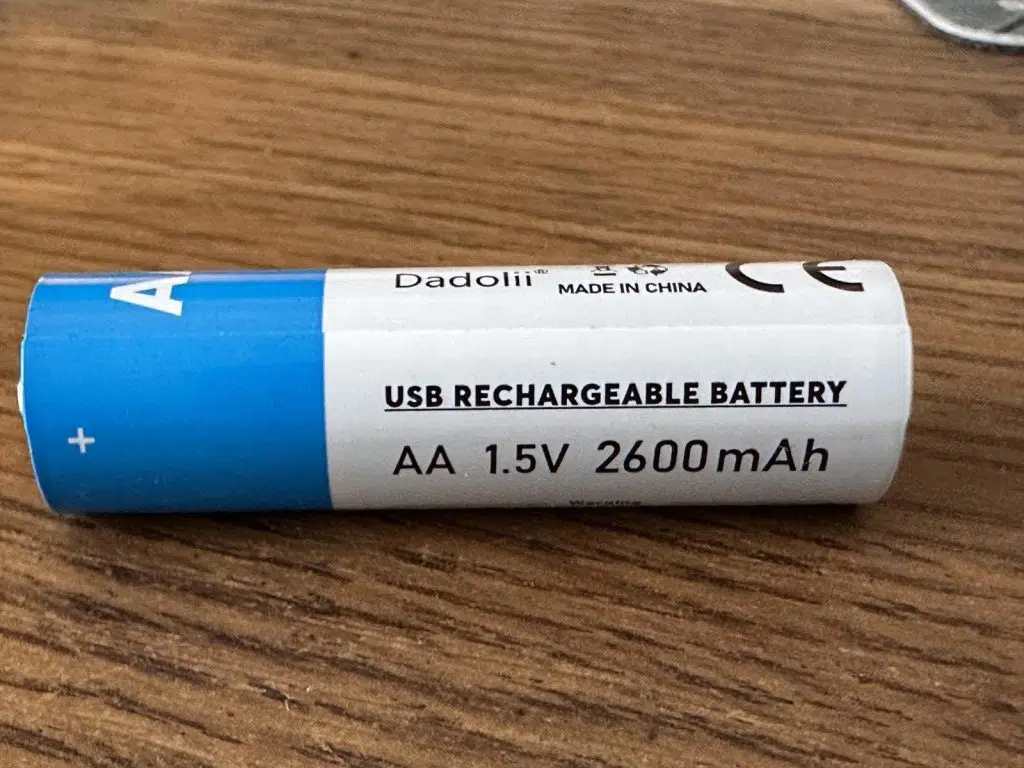 A
+
Dadolii®
MADE IN CHINA
CE
USB RECHARGEABLE BATTERY
AA 1.5V 2600mAh